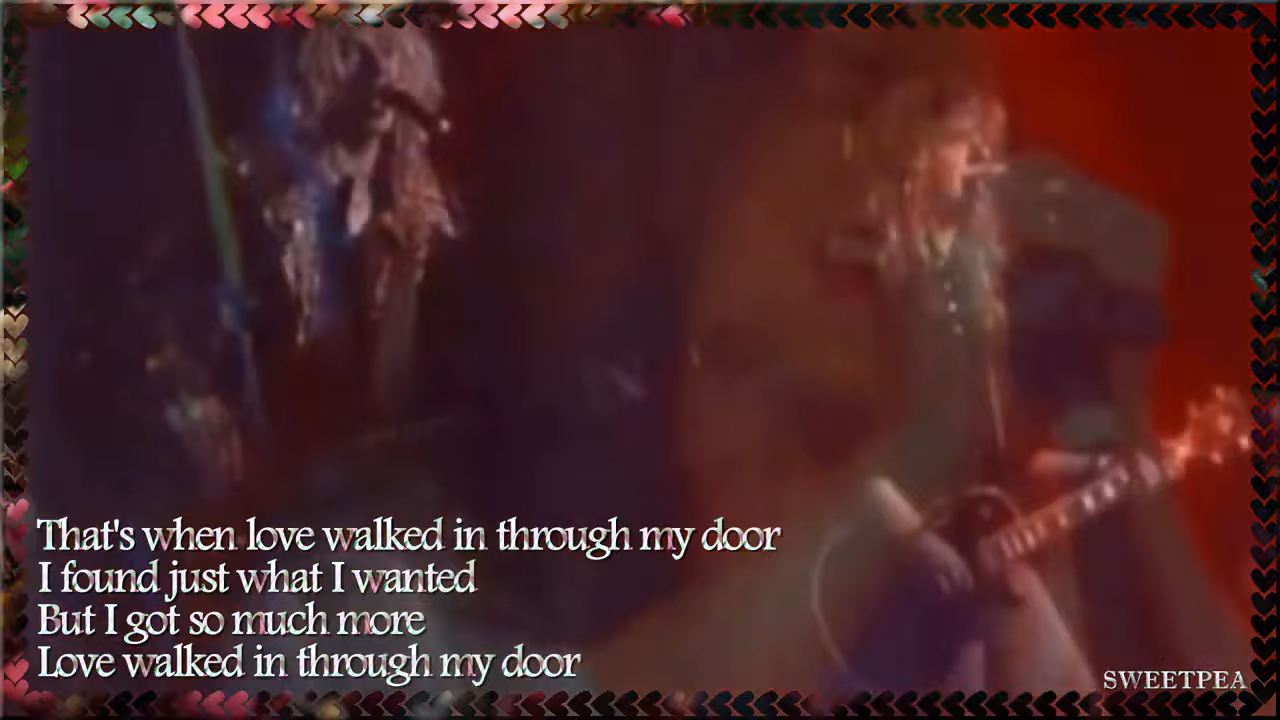 That's when love walked in through my door
I found just what I wanted
But I got so much more
Love walked in through my door
SWEETPEA